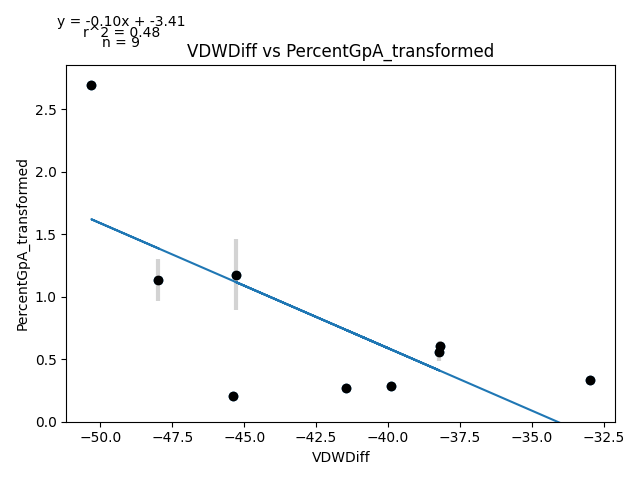 y = -0.10x + -3.41
r^2 = 0.48
n = 9
VDWDiff vs PercentGpA_transformed
PercentGpA_transformed
2.5
2.0
1.5
1.0
0.5
0.0
−50.0 −47.5 −45.0 −42.5 −40.0 −37.5 −35.0 −32.5
VDWDiff